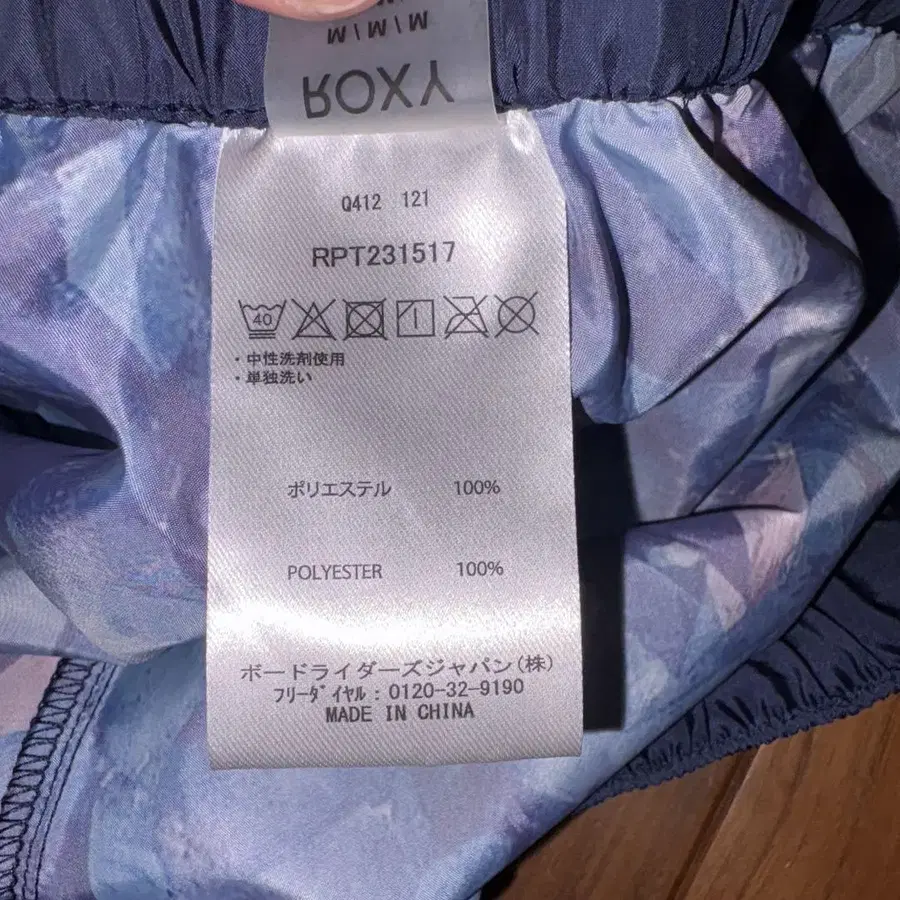 M / M / M
ROXY
Q412 121
RPT231517
40
・中性洗剤使用
・単独洗い
ポリエステル 100%
POLYESTER 100%
ボードライダーズジャパン(株)
フリーダイヤル:0120-32-9190
MADE IN CHINA